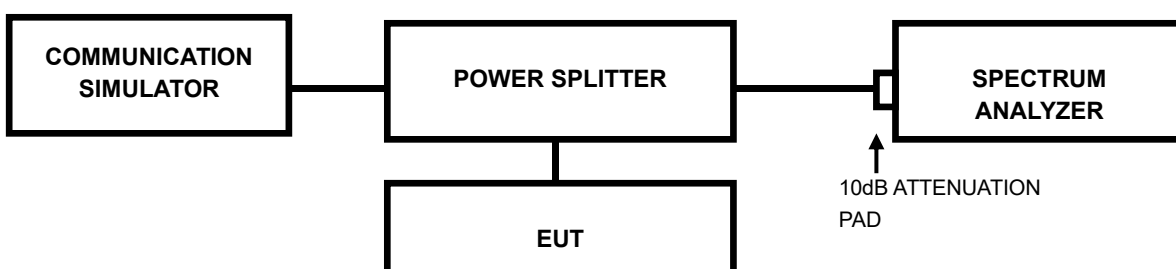 COMMUNICATION
SIMULATOR
POWER SPLITTER
SPECTRUM
ANALYZER
10dB ATTENUATION
PAD
EUT